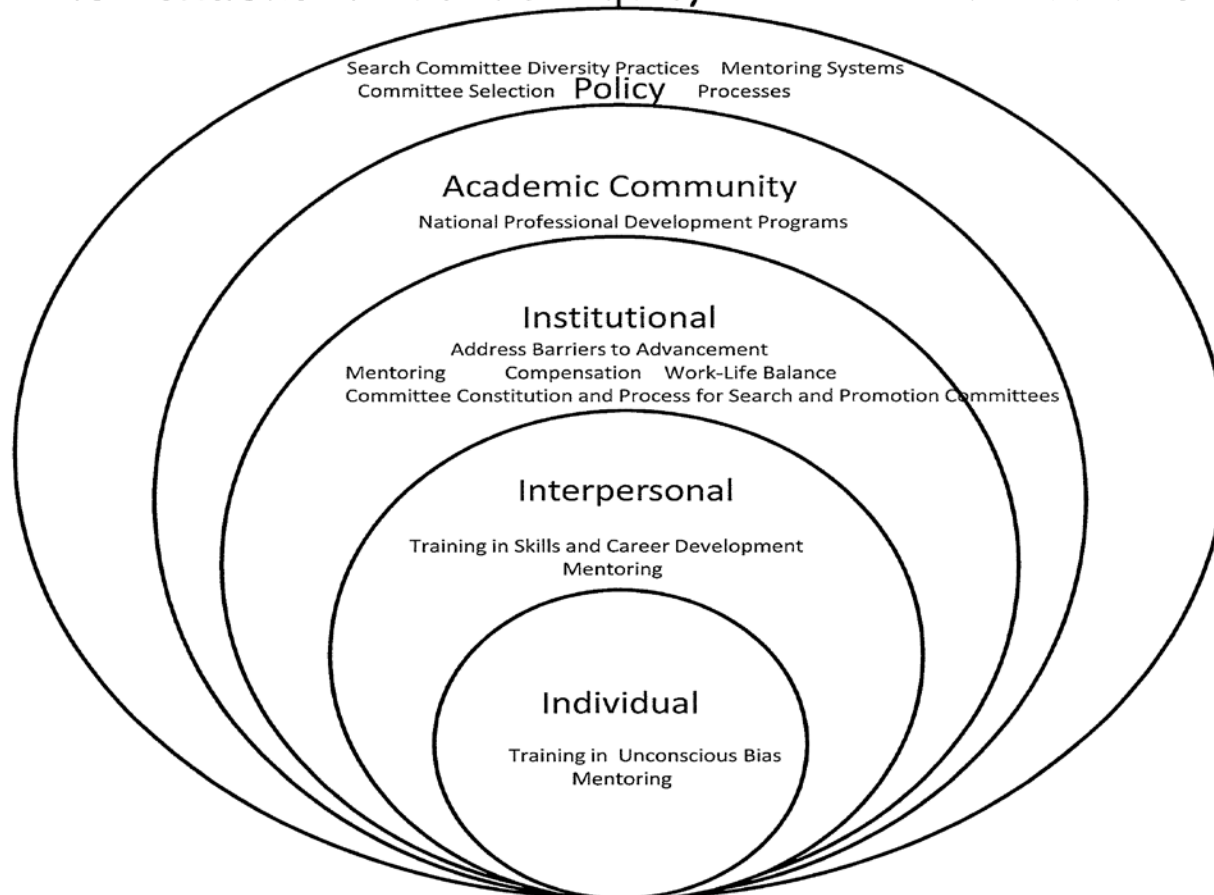 Search Committee Diversity Practices Mentoring Systems
Committee Selection Policy Processes
Academic Community
National Professional Development Programs
Institutional
Address Barriers to Advancement
Mentoring Compensation Work-Life Balance
Committee Constitution and Process for Search and Promotion Committees
Interpersonal
Training in Skills and Career Development
Mentoring
Individual
Training in Unconscious Bias
Mentoring